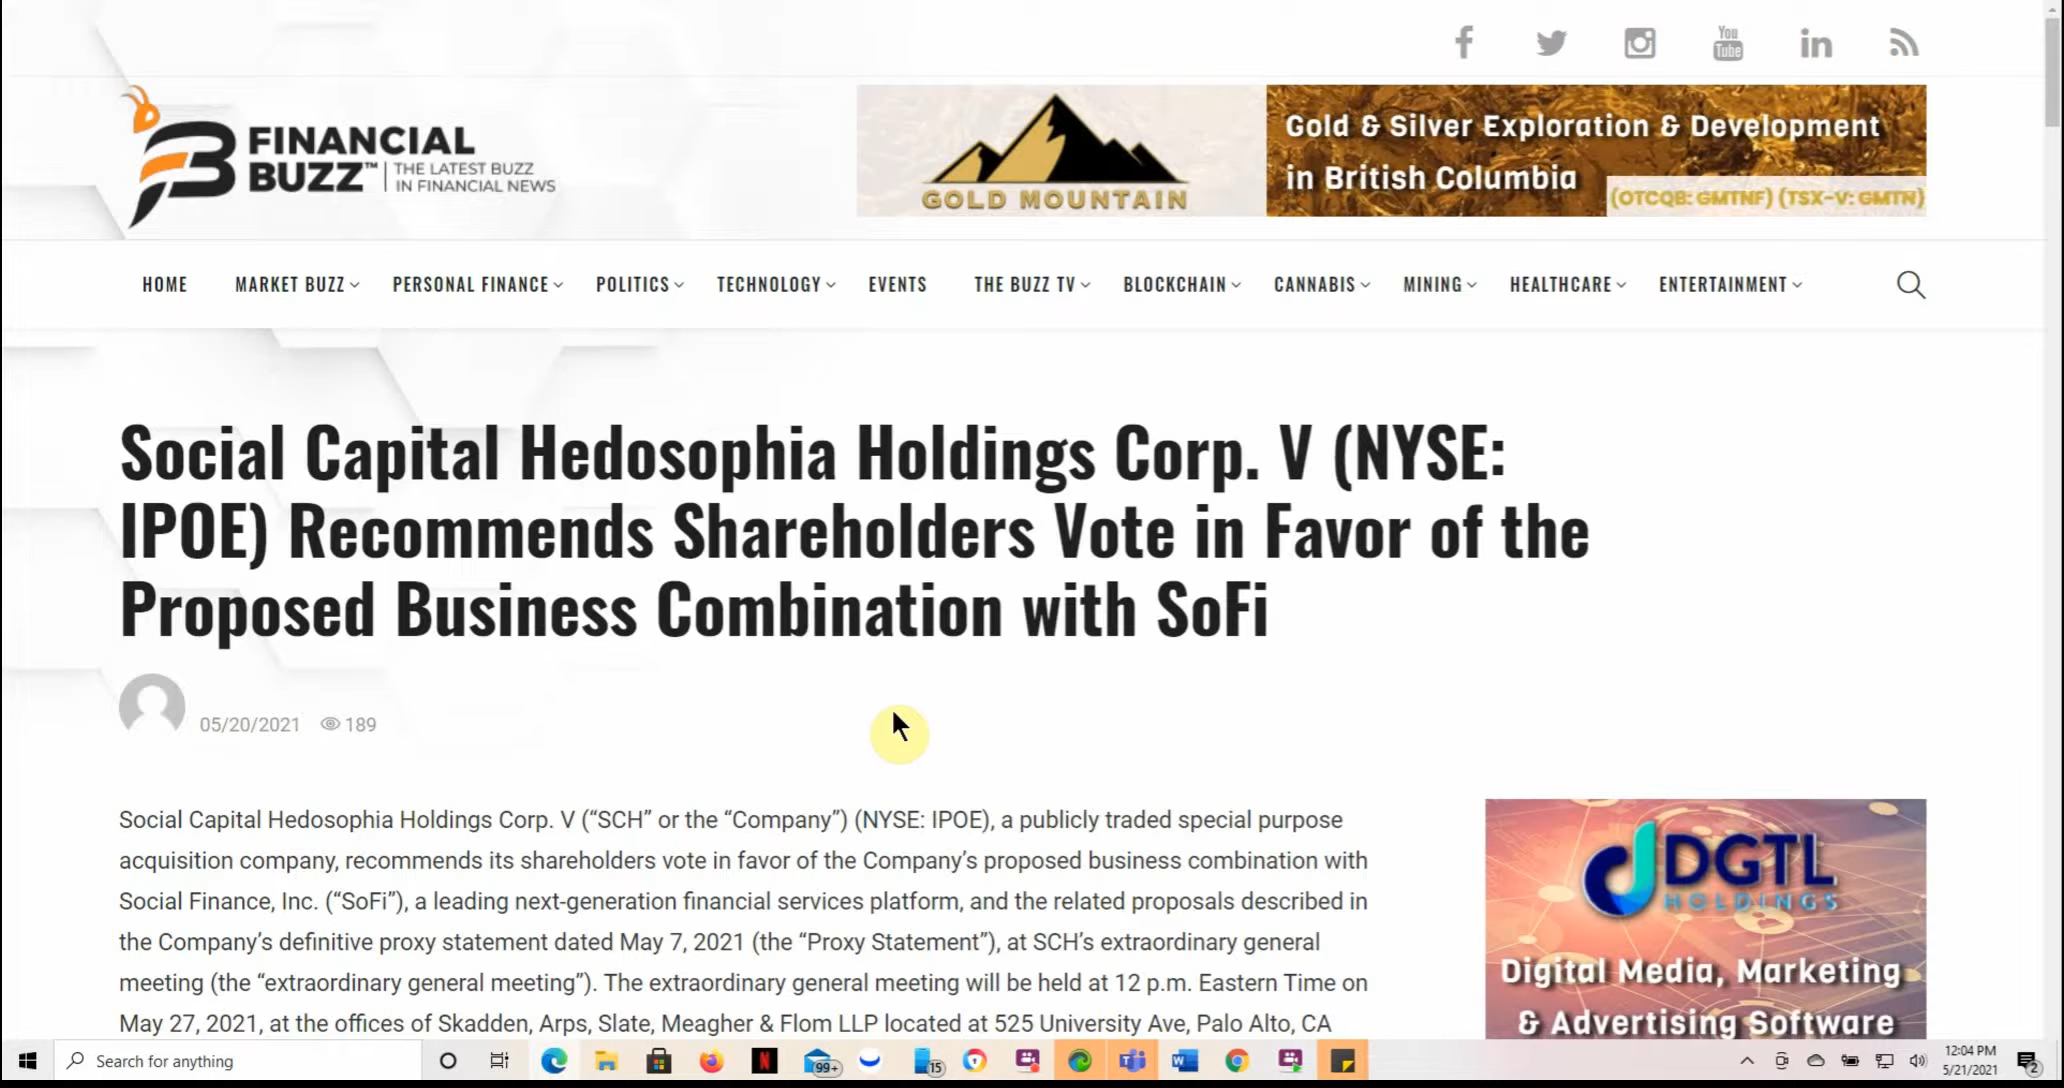 You
Tube
in
FINANCIAL
BUZZ™ | THE LATEST BUZZ
IN FINANCIAL NEWS
GOLD MOUNTAIN
Gold & Silver Exploration & Development
in British Columbia
(OTCQB: GMTNF) (TSX-V: GMTN)
HOME MARKET BUZZ PERSONAL FINANCE POLITICS TECHNOLOGY EVENTS THE BUZZ TV BLOCKCHAIN CANNABIS MINING HEALTHCARE ENTERTAINMENT
Social Capital Hedosophia Holdings Corp. V (NYSE:
IPOE) Recommends Shareholders Vote in Favor of the
Proposed Business Combination with SoFi
05/20/2021 189
Social Capital Hedosophia Holdings Corp. V (“SCH” or the “Company”) (NYSE: IPOE), a publicly traded special purpose
acquisition company, recommends its shareholders vote in favor of the Company’s proposed business combination with
Social Finance, Inc. (“SoFi”), a leading next-generation financial services platform, and the related proposals described in
the Company’s definitive proxy statement dated May 7, 2021 (the “Proxy Statement”), at SCH’s extraordinary general
meeting (the “extraordinary general meeting”). The extraordinary general meeting will be held at 12 p.m. Eastern Time on
May 27, 2021, at the offices of Skadden, Arps, Slate, Meagher & Flom LLP located at 525 University Ave, Palo Alto, CA
DGTL
HOLDINGS
Digital Media, Marketing
& Advertising Software
Search for anything
99+
15
12:04 PM
5/21/2021
2